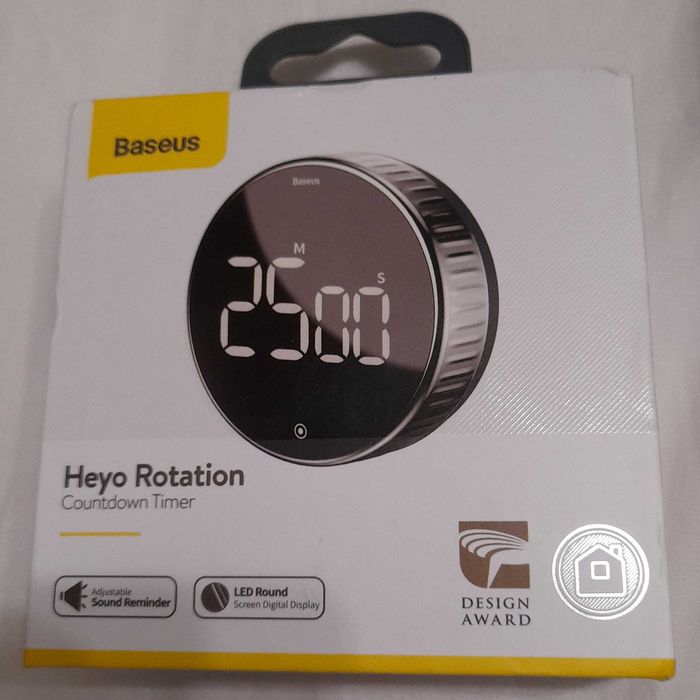 Baseus
Baseus
M
S
25 00
Heyo Rotation
Countdown Timer
Adjustable
Sound Reminder
LED Round
Screen Digital Display
DESIGN
AWARD